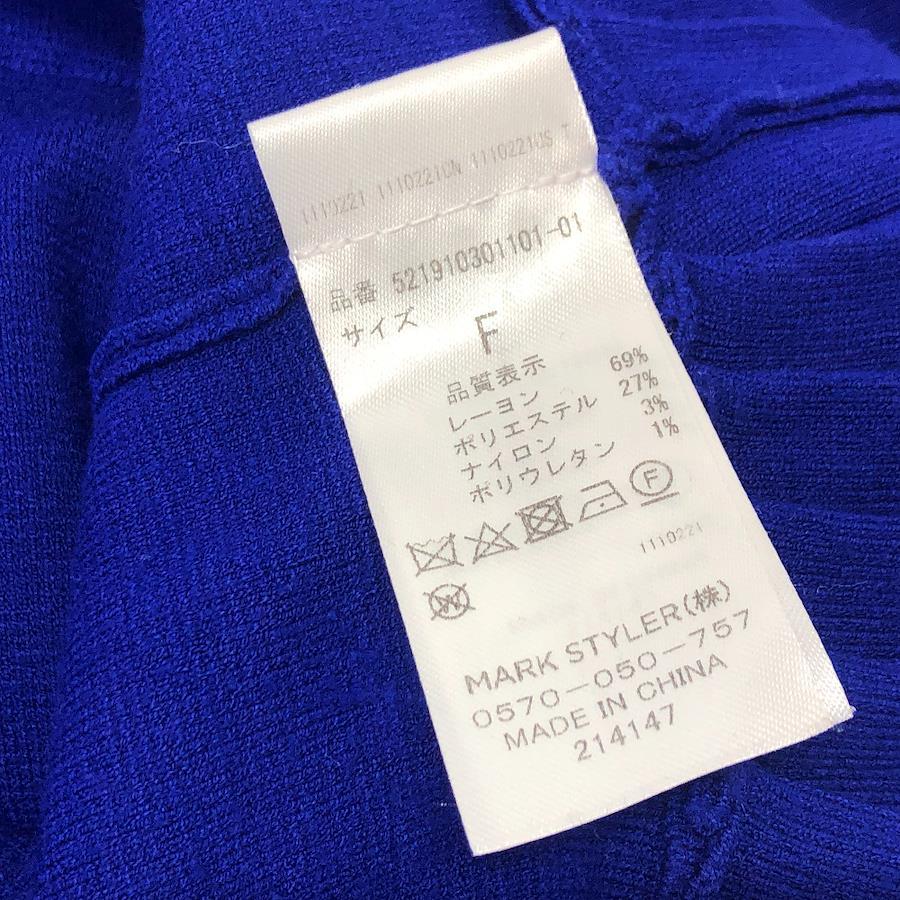 1110221 1110221CN 1110221US T
品番 521910301101-01
サイズ
F
品質表示
レーヨン 69%
ポリエステル 27%
ナイロン 3%
ポリウレタン 1%
F
1110221
W
MARK STYLER(株)
0570-050-757
MADE IN CHINA
214147